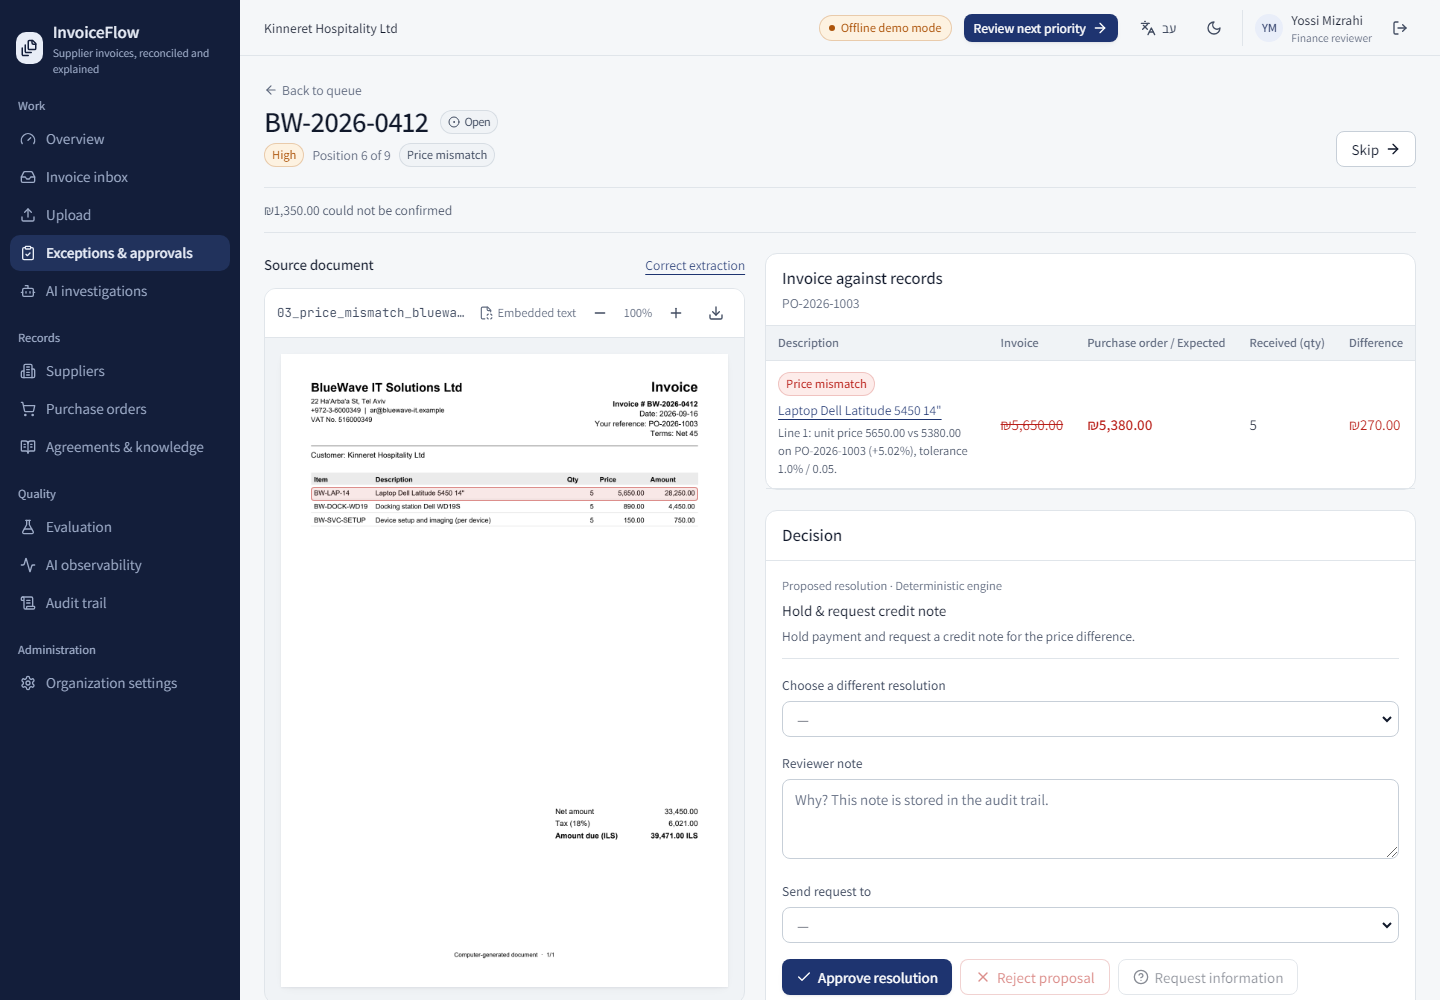 InvoiceFlow
Supplier invoices, reconciled and
explained
Work
Overview
Invoice inbox
Upload
Exceptions & approvals
AI investigations
Records
Suppliers
Purchase orders
Agreements & knowledge
Quality
Evaluation
AI observability
Audit trail
Administration
Organization settings
Kinneret Hospitality Ltd
Offline demo mode
Review next priority
עב
YM
Yossi Mizrahi
Finance reviewer
Back to queue
BW-2026-0412
Open
High
Position 6 of 9
Price mismatch
Skip
₪1,350.00 could not be confirmed
Source document
Correct extraction
03_price_mismatch_bluewa…
Embedded text
100%
BlueWave IT Solutions Ltd
22 Ha'Arba'a St, Tel Aviv
+972-3-6000349 | ar@bluewave-it.example
VAT No. 516000349
Invoice
Invoice # BW-2026-0412
Date: 2026-09-16
Your reference: PO-2026-1003
Terms: Net 45
Customer: Kinneret Hospitality Ltd
Item Description Qty Price Amount
BW-LAP-14 Laptop Dell Latitude 5450 14" 5 5,650.00 28,250.00
BW-DOCK-WD19 Docking station Dell WD19S 5 890.00 4,450.00
BW-SVC-SETUP Device setup and imaging (per device) 5 150.00 750.00
Net amount 33,450.00
Tax (18%) 6,021.00
Amount due (ILS) 39,471.00 ILS
Computer-generated document · 1/1
Invoice against records
PO-2026-1003
Description Invoice Purchase order / Expected Received (qty) Difference
Price mismatch
Laptop Dell Latitude 5450 14"
Line 1: unit price 5650.00 vs 5380.00
on PO-2026-1003 (+5.02%), tolerance
1.0% / 0.05.
₪5,650.00 ₪5,380.00 5 ₪270.00
Decision
Proposed resolution · Deterministic engine
Hold & request credit note
Hold payment and request a credit note for the price difference.
Choose a different resolution
—
Reviewer note
Why? This note is stored in the audit trail.
Send request to
—
Approve resolution
Reject proposal
Request information